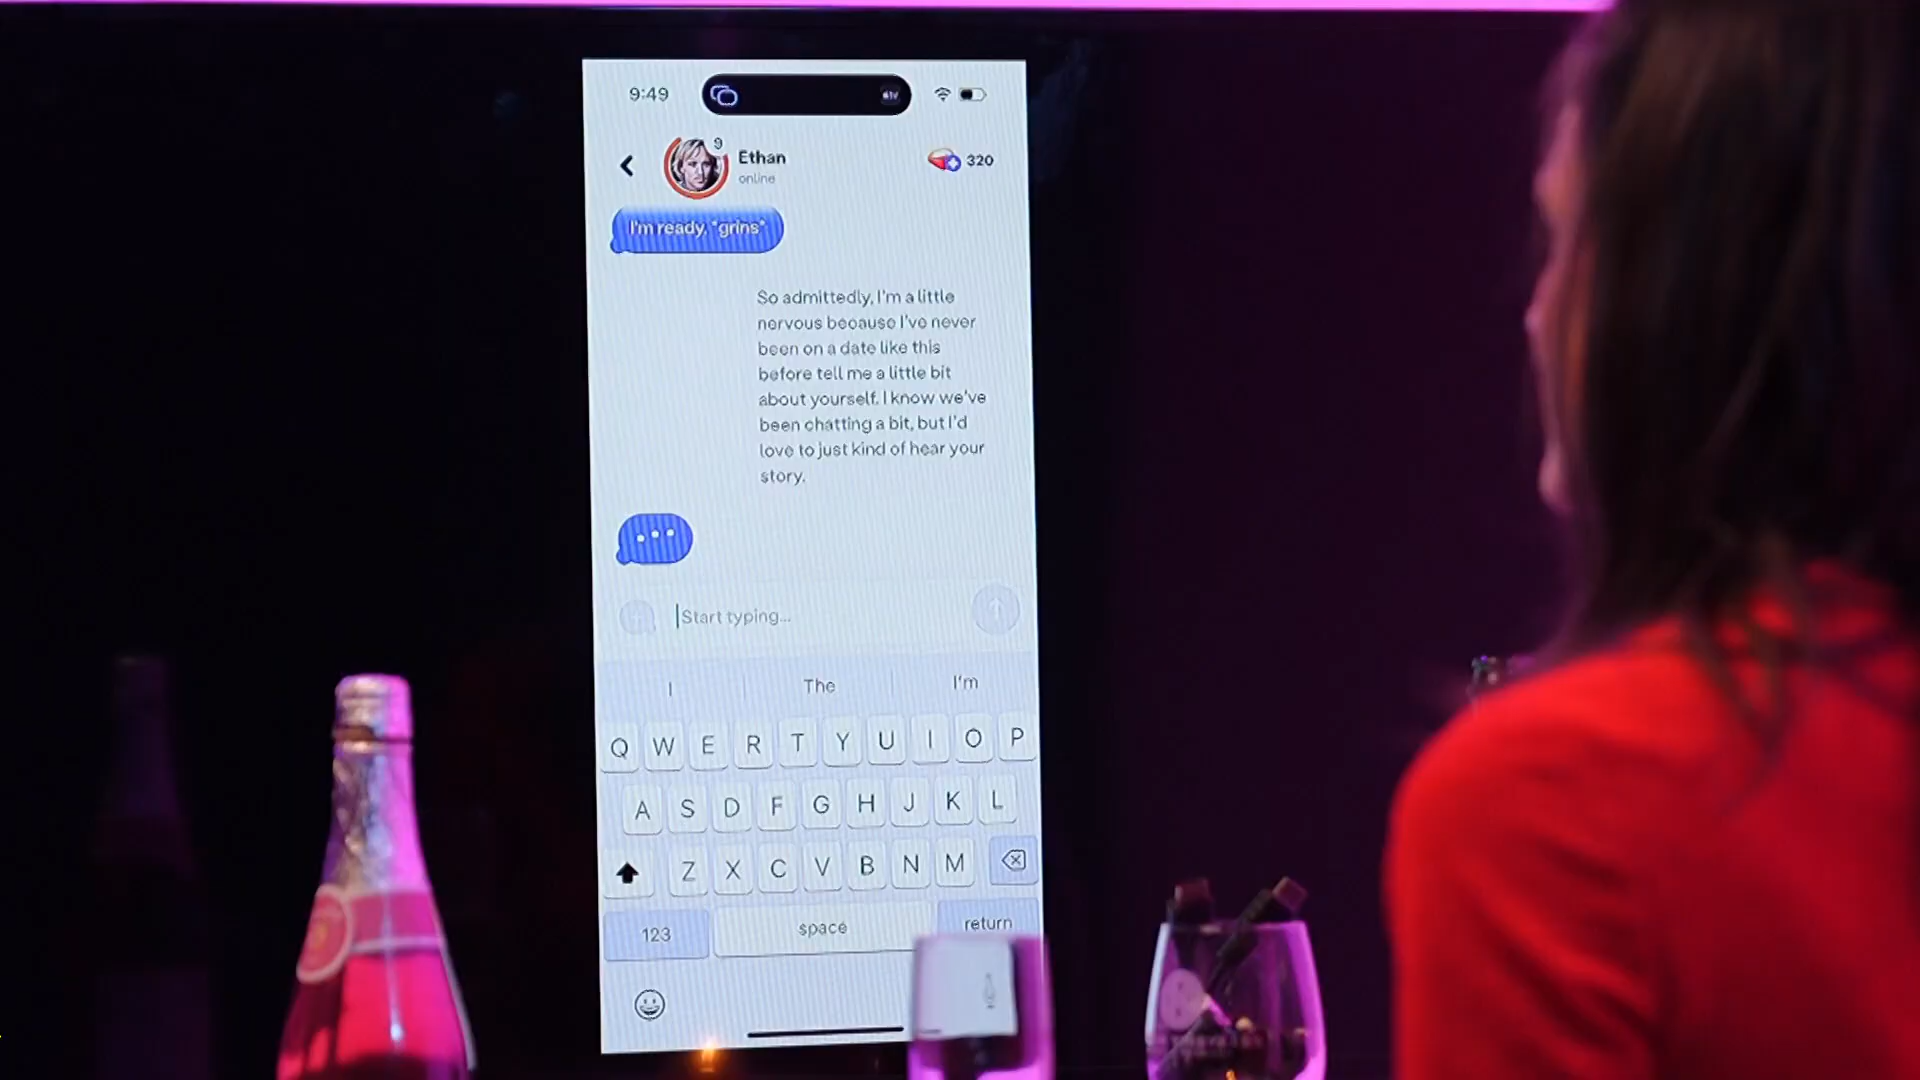 9:49
9
Ethan
online
320
I'm ready. *grins*
So admittedly, I'm a little
nervous because I've never
been on a date like this
before tell me a little bit
about yourself. I know we've
been chatting a bit, but I'd
love to just kind of hear your
story.
Start typing...
I The I'm
Q W E R T Y U I O P
A S D F G H J K L
Z X C V B N M
123 space return